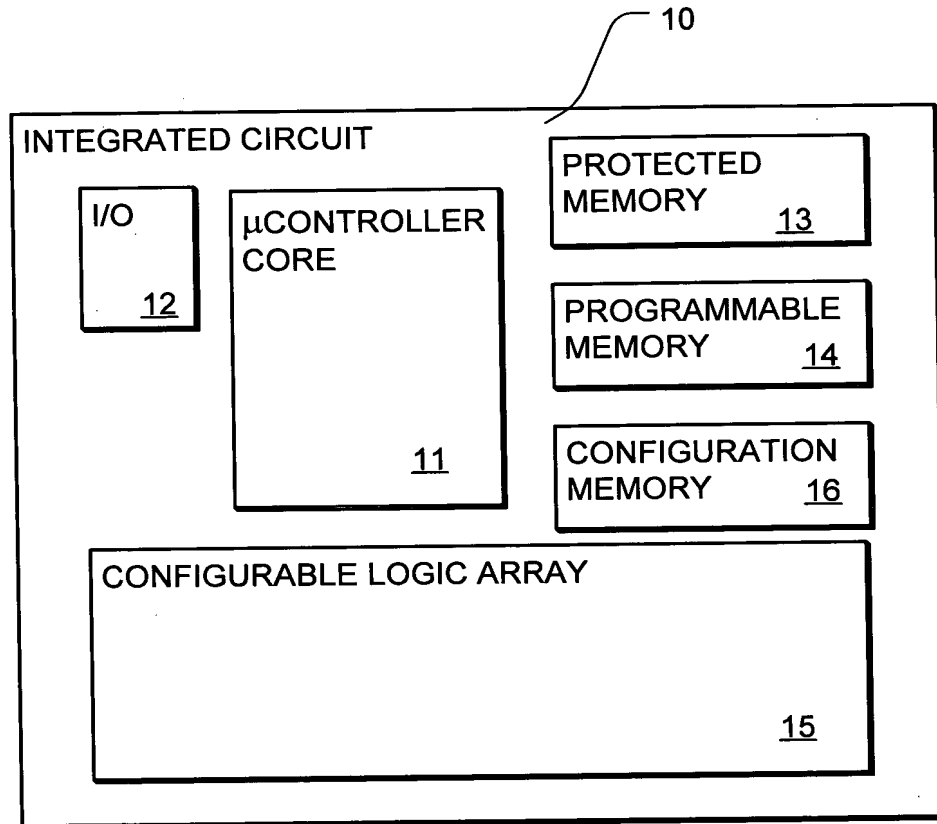 10
INTEGRATED CIRCUIT
I/O
12
μCONTROLLER
CORE
11
PROTECTED
MEMORY
13
PROGRAMMABLE
MEMORY
14
CONFIGURATION
MEMORY
16
CONFIGURABLE LOGIC ARRAY
15